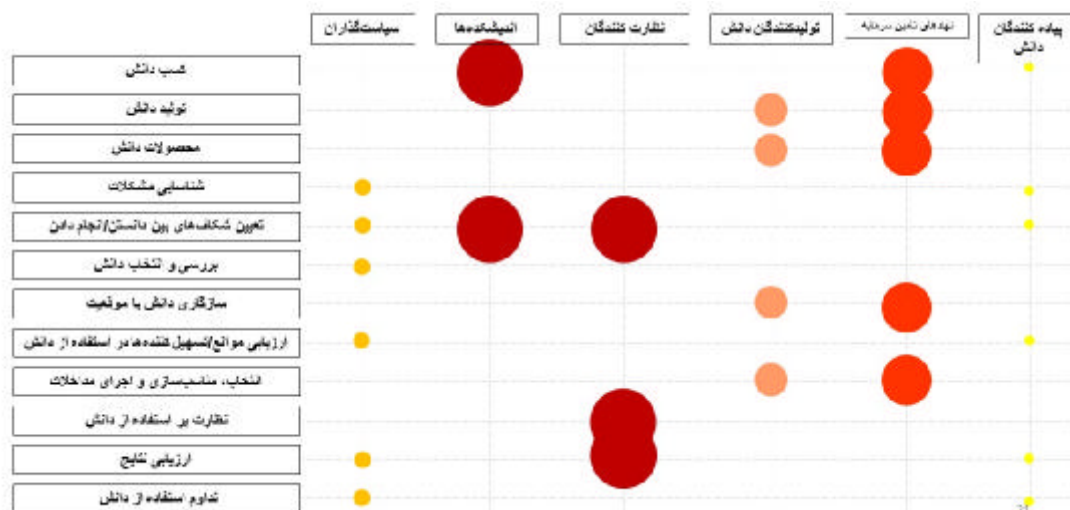 سیاست‌گذاران
اندیشکده‌ها
نظارت کنندگان
تولیدکنندگان دانش
نهادهای تامین سرمایه
پیاده کنندگان
دانش
کسب دانش
تولید دانش
محصولات دانش
شناسایی مشکلات
تعیین شکاف‌های بین دانستن/انجام دادن
بررسی و انتخاب دانش
سازگاری دانش با موقعیت
ارزیابی موانع/تسهیل کننده‌ها در استفاده از دانش
انتخاب، مناسب‌سازی و اجرای مداخلات
نظارت بر استفاده از دانش
ارزیابی نتایج
تداوم استفاده از دانش